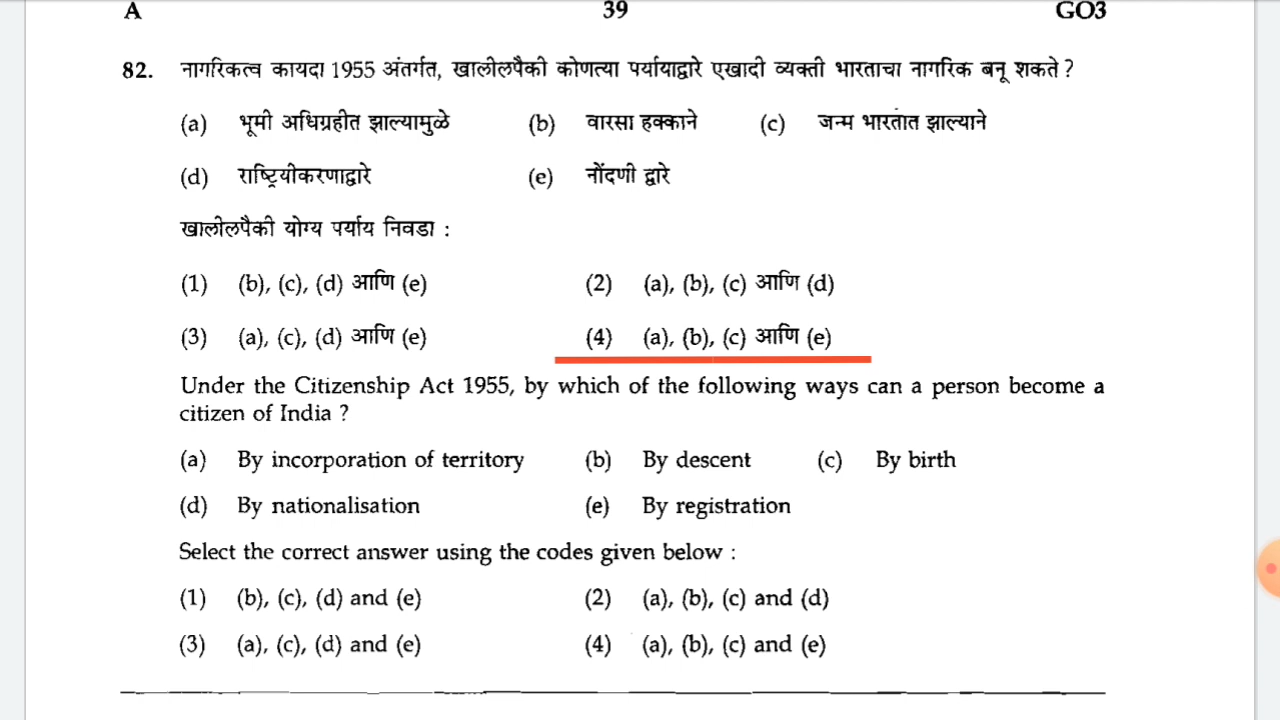 A 39 GO3
82. नागरिकत्व कायदा 1955 अंतर्गत, खालीलपैकी कोणत्या पर्यायाद्वारे एखादी व्यक्ती भारताचा नागरिक बनू शकते ?
(a) भूमी अधिग्रहीत झाल्यामुळे (b) वारसा हक्काने (c) जन्म भारतात झाल्याने
(d) राष्ट्रियीकरणाद्वारे (e) नोंदणी द्वारे
खालीलपैकी योग्य पर्याय निवडा :
(1) (b), (c), (d) आणि (e) (2) (a), (b), (c) आणि (d)
(3) (a), (c), (d) आणि (e) (4) (a), (b), (c) आणि (e)
Under the Citizenship Act 1955, by which of the following ways can a person become a
citizen of India ?
(a) By incorporation of territory (b) By descent (c) By birth
(d) By nationalisation (e) By registration
Select the correct answer using the codes given below :
(1) (b), (c), (d) and (e) (2) (a), (b), (c) and (d)
(3) (a), (c), (d) and (e) (4) (a), (b), (c) and (e)